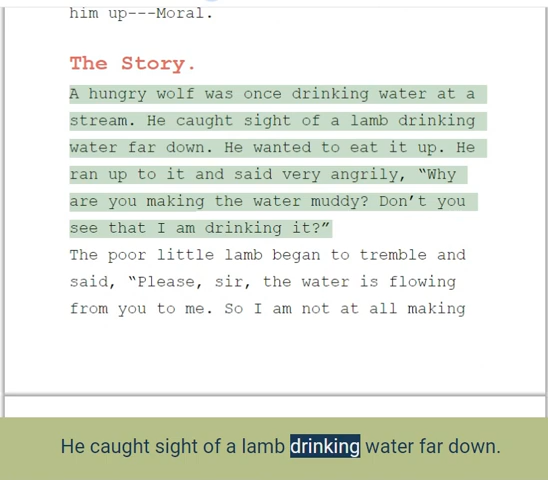 him up---Moral.
The Story.
A hungry wolf was once drinking water at a
stream. He caught sight of a lamb drinking
water far down. He wanted to eat it up. He
ran up to it and said very angrily, “Why
are you making the water muddy? Don’t you
see that I am drinking it?”
The poor little lamb began to tremble and
said, “Please, sir, the water is flowing
from you to me. So I am not at all making
He caught sight of a lamb drinking water far down.